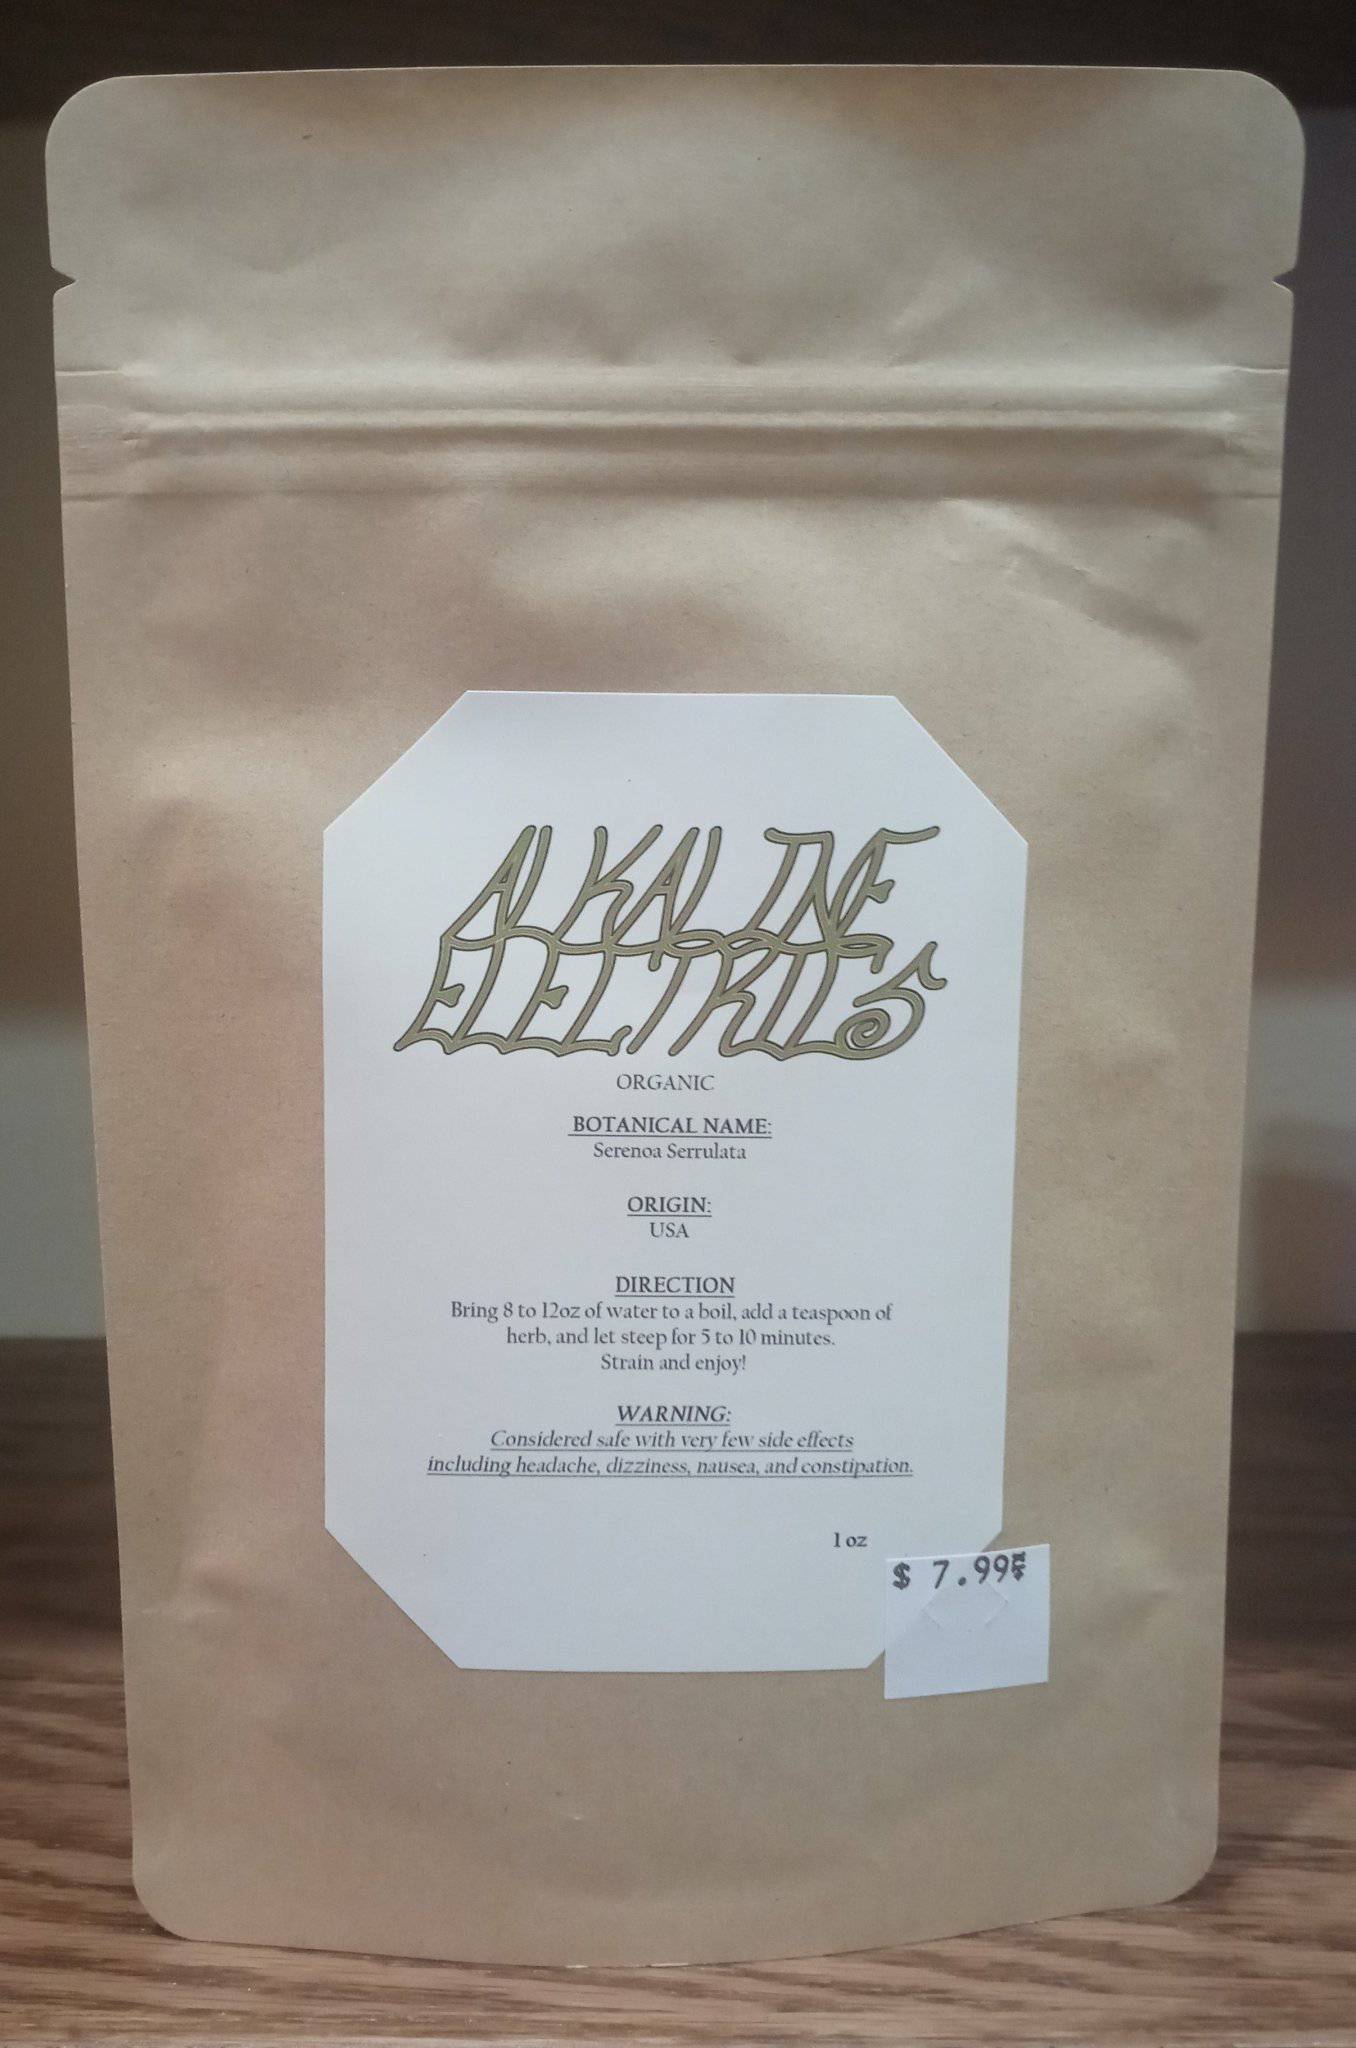 ALKALINE
ELECTRICS
ORGANIC
BOTANICAL NAME:
Serenoa Serrulata
ORIGIN:
USA
DIRECTION
Bring 8 to 12oz of water to a boil, add a teaspoon of
herb, and let steep for 5 to 10 minutes.
Strain and enjoy!
WARNING:
Considered safe with very few side effects
including headache, dizziness, nausea, and constipation.
1 oz
$ 7.99